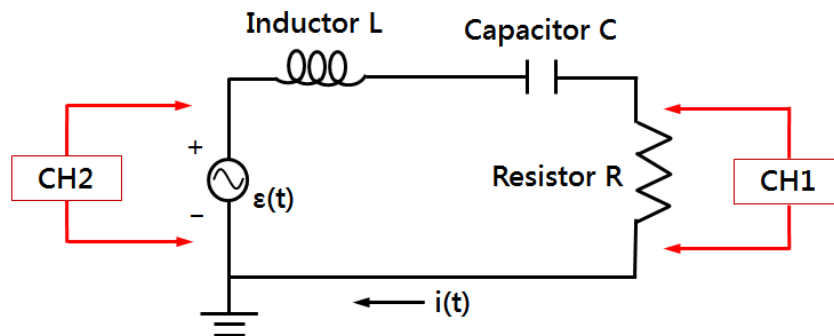 Inductor L
Capacitor C
+
CH2
ε(t)
−
Resistor R
CH1
i(t)